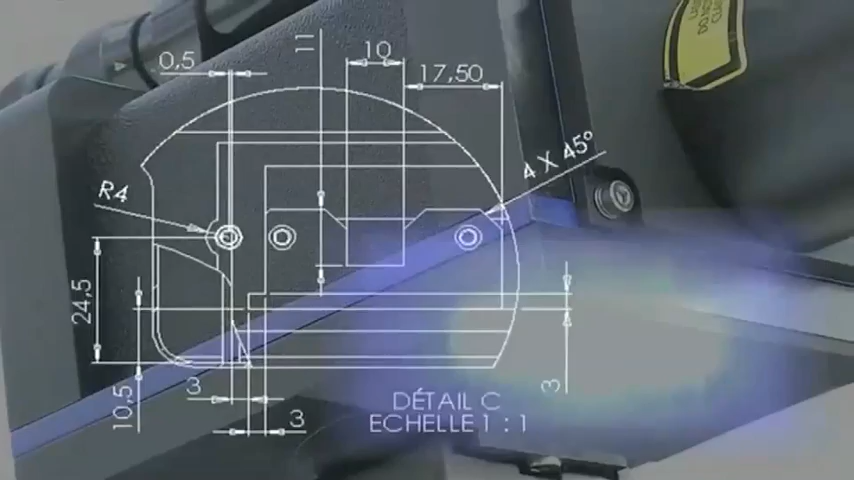 0,5
11
10
17,50
4 X 45°
R4
24,5
10,5
3
3
3
DÉTAIL C
ECHELLE 1 : 1